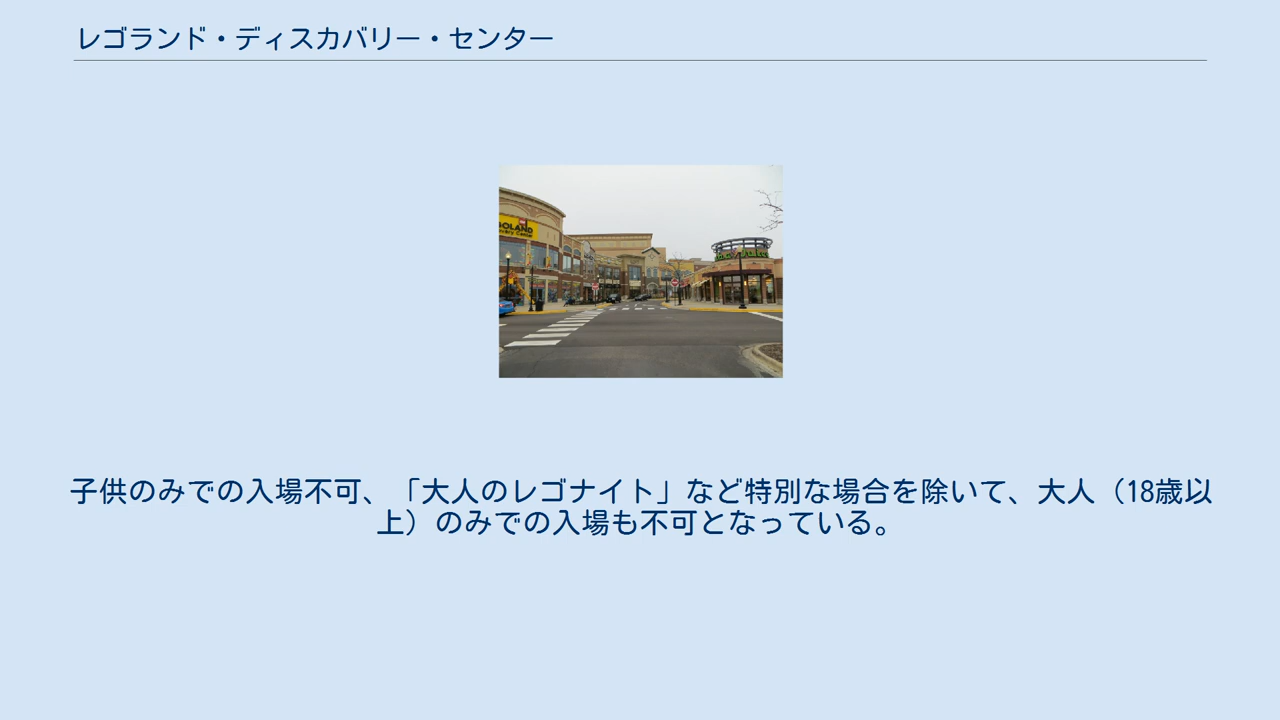 レゴランド・ディスカバリー・センター
子供のみでの入場不可、「大人のレゴナイト」など特別な場合を除いて、大人（18歳以
上）のみでの入場も不可となっている。